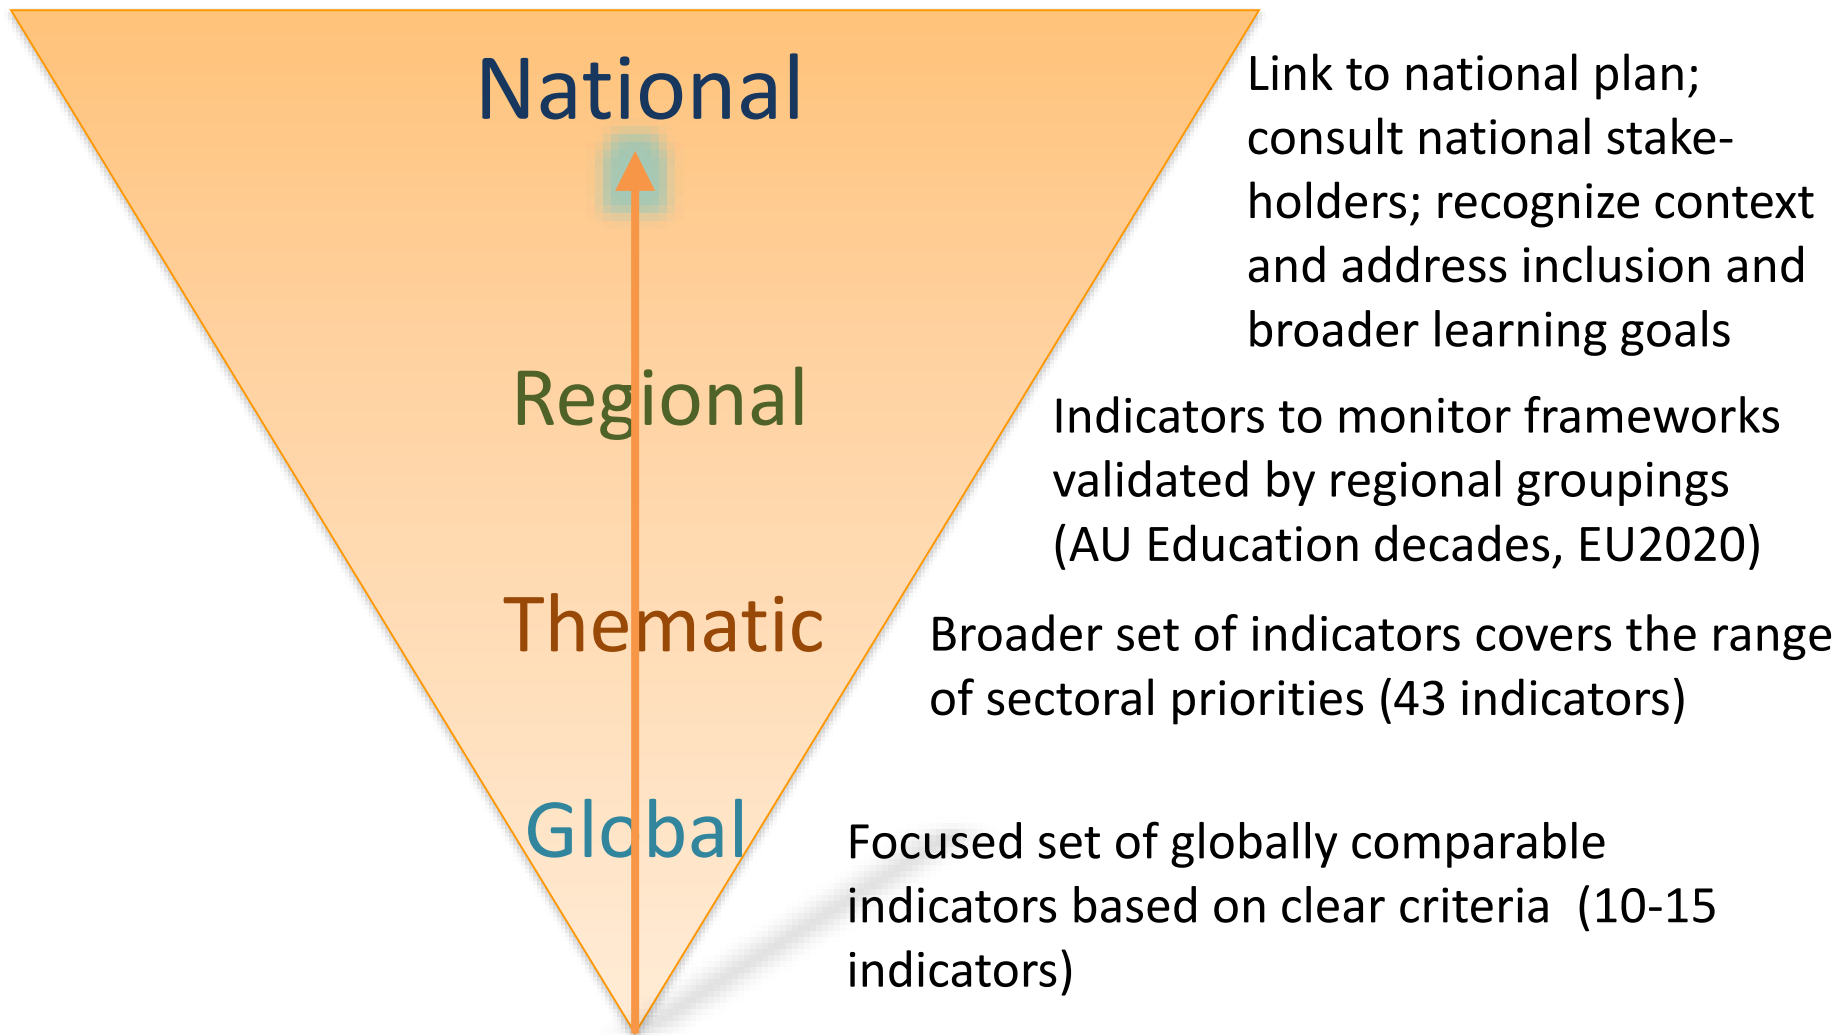 National
Link to national plan;
consult national stake-
holders; recognize context
and address inclusion and
broader learning goals
Regional
Indicators to monitor frameworks
validated by regional groupings
(AU Education decades, EU2020)
Thematic
Broader set of indicators covers the range
of sectoral priorities (43 indicators)
Global
Focused set of globally comparable
indicators based on clear criteria  (10-15
indicators)